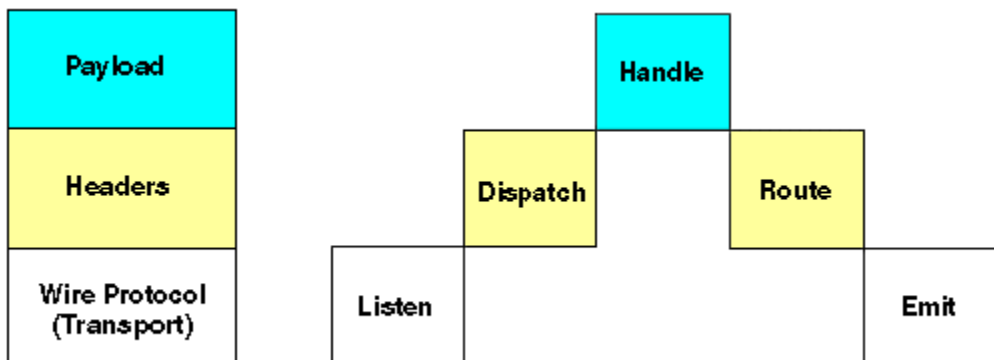 Payload
Handle
Headers
Dispatch
Route
Wire Protocol
(Transport)
Listen
Emit